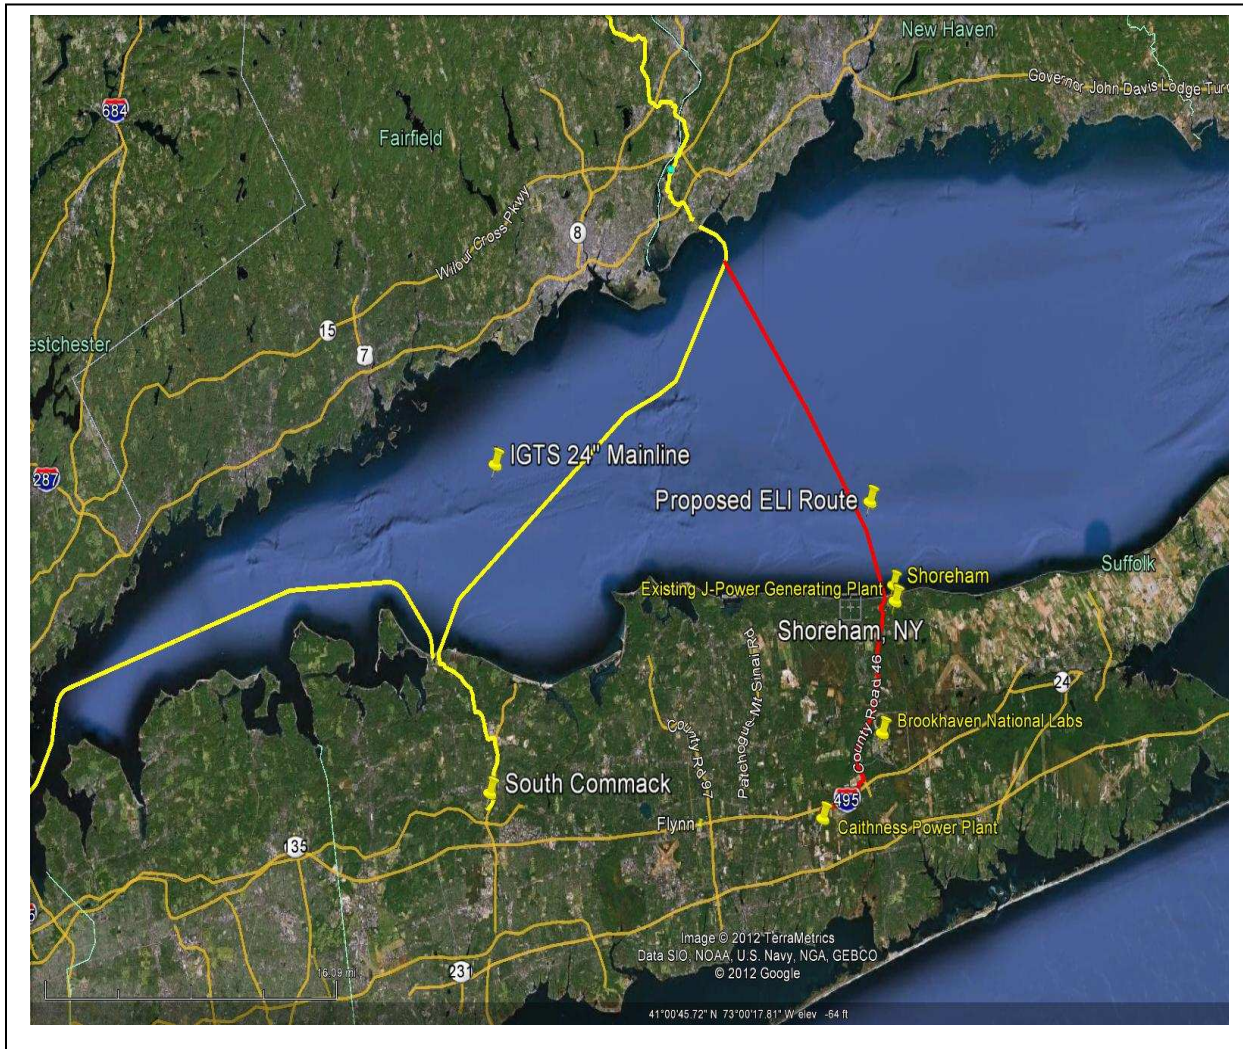 New Haven
Governor John Davis Lodge Turn
684
Fairfield
Wilbur Cross Pkwy
8
15
7
estchester
287
IGTS 24" Mainline
Proposed ELI Route
Suffolk
Shoreham
Existing J-Power Generating Plant
Shoreham, NY
24
County Road 46
Patchogue-Mt Sinai Rd
County Rd 97
Brookhaven National Labs
South Commack
495
Flynn
Caithness Power Plant
135
231
16.09 mi
Image © 2012 TerraMetrics
Data SIO, NOAA, U.S. Navy, NGA, GEBCO
© 2012 Google
41°00'45.72" N 73°00'17.81" W elev -64 ft